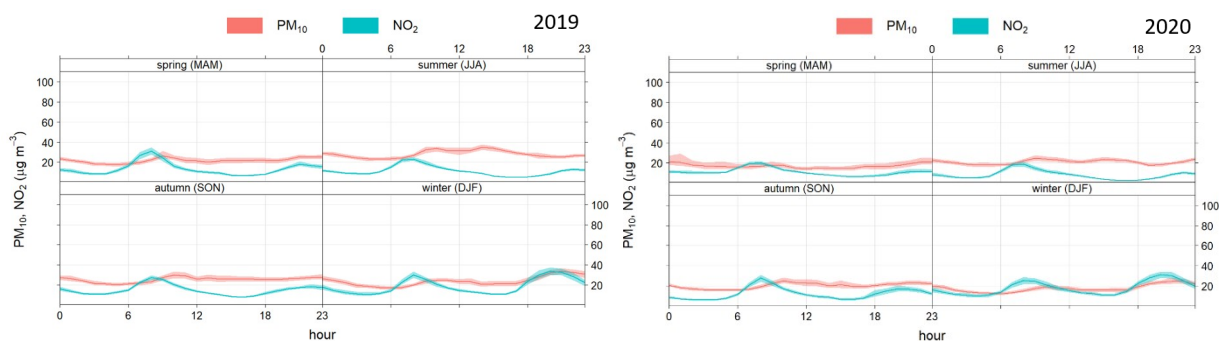 PM₁₀ NO₂ 2019
0 6 12 18 23
spring (MAM) summer (JJA)
100
80
60
40
20
autumn (SON) winter (DJF)
100
80
60
40
20
PM₁₀, NO₂ (µg m⁻³)
0 6 12 18 23
hour
PM₁₀ NO₂ 2020
0 6 12 18 23
spring (MAM) summer (JJA)
100
80
60
40
20
autumn (SON) winter (DJF)
100
80
60
40
20
PM₁₀, NO₂ (µg m⁻³)
0 6 12 18 23
hour